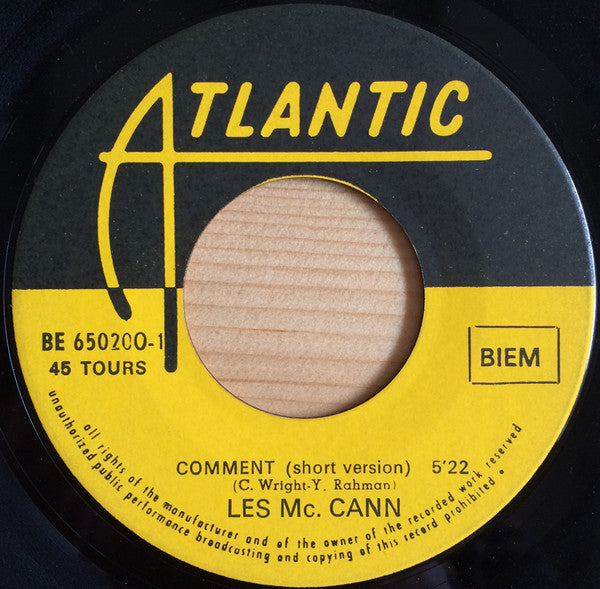 ATLANTIC
BE 650200-1
45 TOURS
BIEM
COMMENT (short version) 5'22
(C. Wright-Y. Rahman)
LES Mc. CANN
all rights of the manufacturer and of the owner of the recorded work reserved
unauthorized public performance broadcasting and copying of this record prohibited.